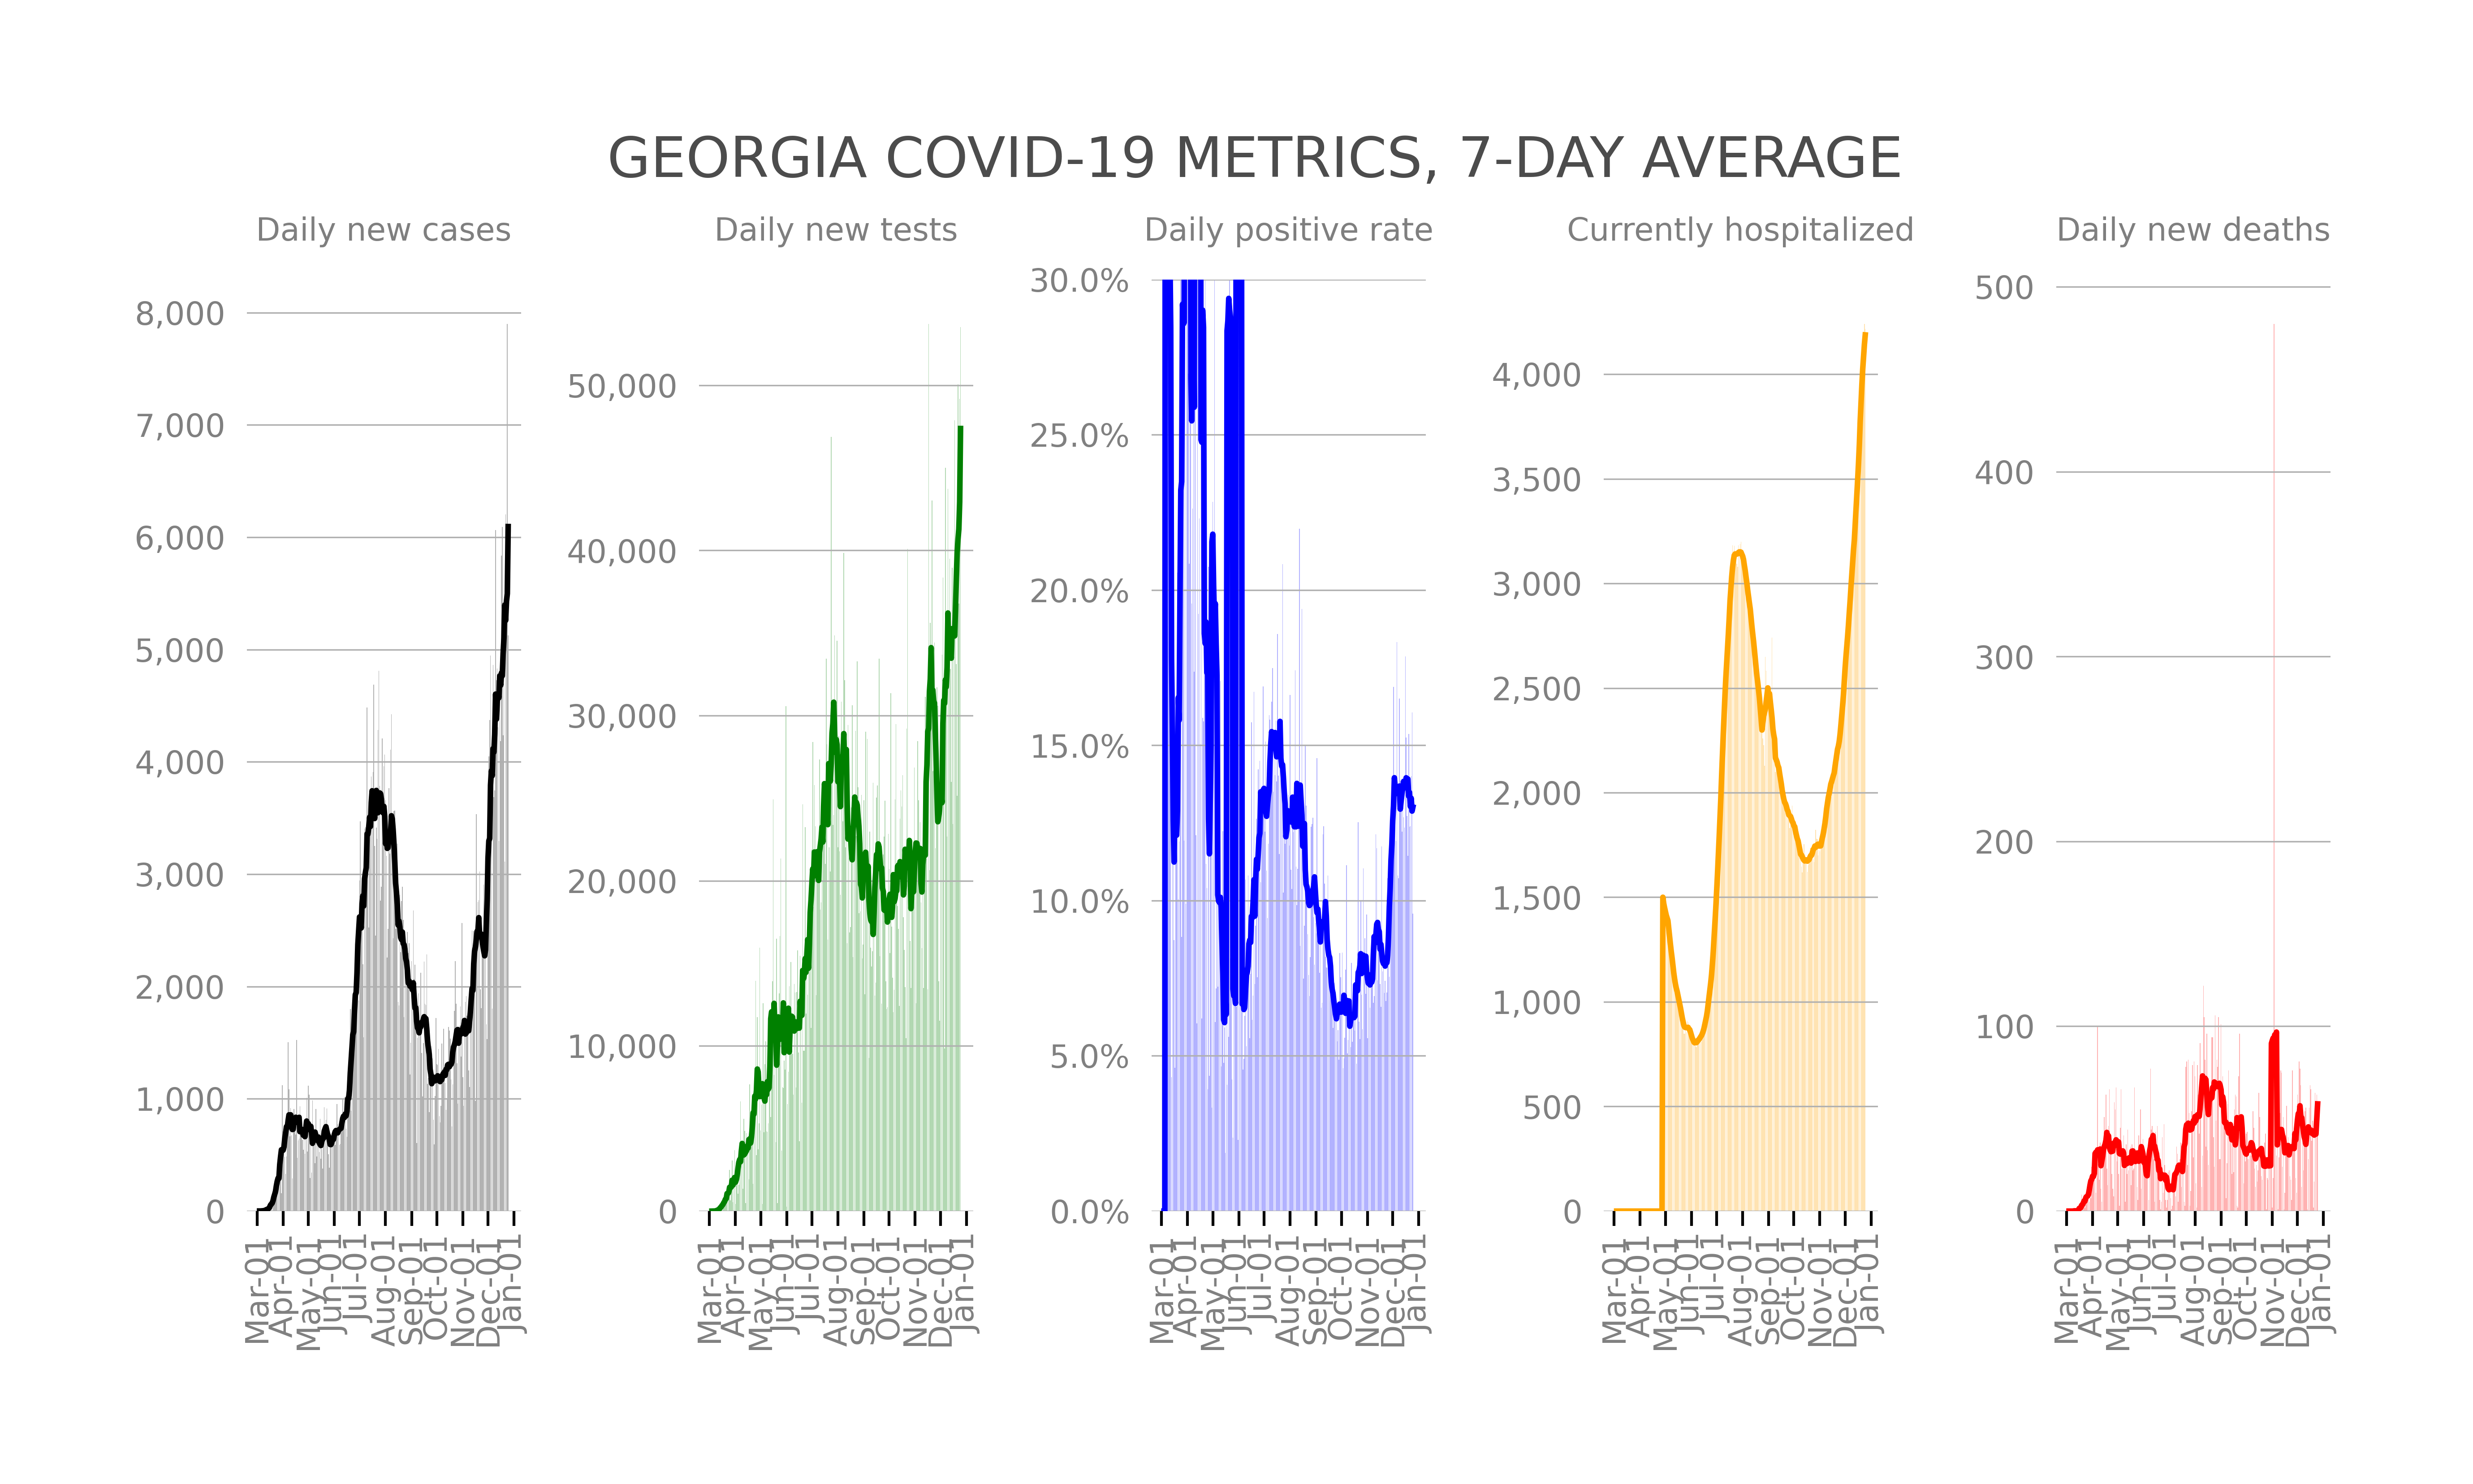 GEORGIA COVID-19 METRICS, 7-DAY AVERAGE
Daily new cases
8,000
7,000
6,000
5,000
4,000
3,000
2,000
1,000
0
Mar-01
Apr-01
May-01
Jun-01
Jul-01
Aug-01
Sep-01
Oct-01
Nov-01
Dec-01
Jan-01
Daily new tests
50,000
40,000
30,000
20,000
10,000
0
Mar-01
Apr-01
May-01
Jun-01
Jul-01
Aug-01
Sep-01
Oct-01
Nov-01
Dec-01
Jan-01
Daily positive rate
30.0%
25.0%
20.0%
15.0%
10.0%
5.0%
0.0%
Mar-01
Apr-01
May-01
Jun-01
Jul-01
Aug-01
Sep-01
Oct-01
Nov-01
Dec-01
Jan-01
Currently hospitalized
4,000
3,500
3,000
2,500
2,000
1,500
1,000
500
0
Mar-01
Apr-01
May-01
Jun-01
Jul-01
Aug-01
Sep-01
Oct-01
Nov-01
Dec-01
Jan-01
Daily new deaths
500
400
300
200
100
0
Mar-01
Apr-01
May-01
Jun-01
Jul-01
Aug-01
Sep-01
Oct-01
Nov-01
Dec-01
Jan-01